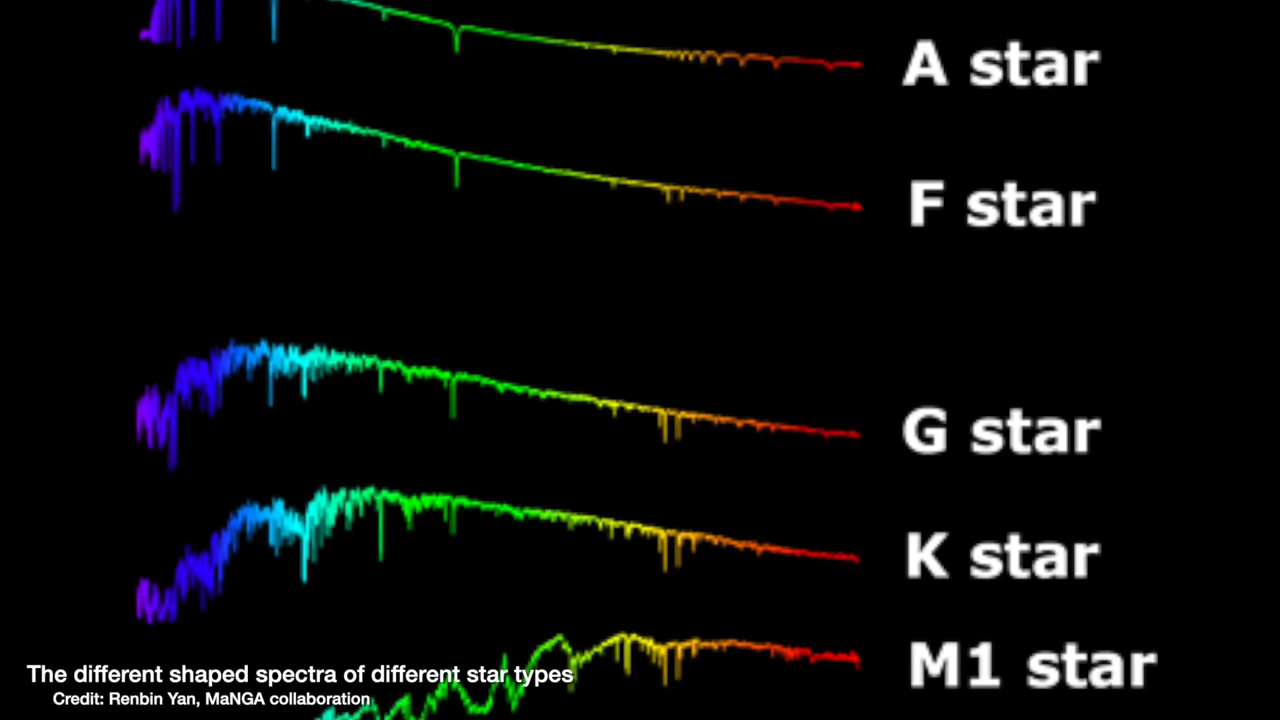 A star
F star
G star
K star
M1 star
The different shaped spectra of different star types
Credit: Renbin Yan, MaNGA collaboration